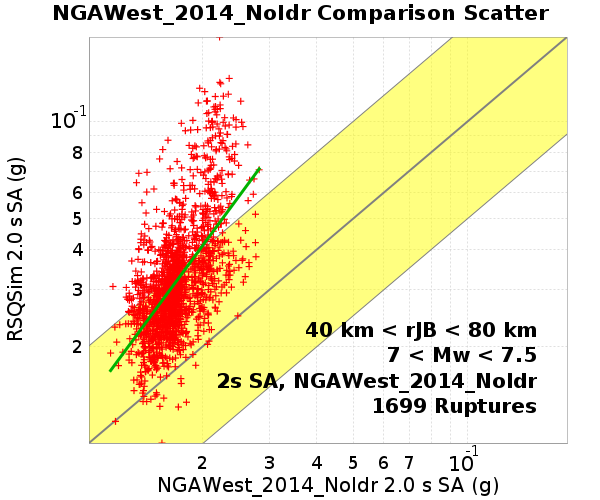 NGAWest_2014_NoIdr Comparison Scatter
RSQSim 2.0 s SA (g)
10-1
8
6
5
4
3
2
40 km < rJB < 80 km
7 < Mw < 7.5
2s SA, NGAWest_2014_NoIdr
1699 Ruptures
2 3 4 5 6 7 10-1
NGAWest_2014_NoIdr 2.0 s SA (g)